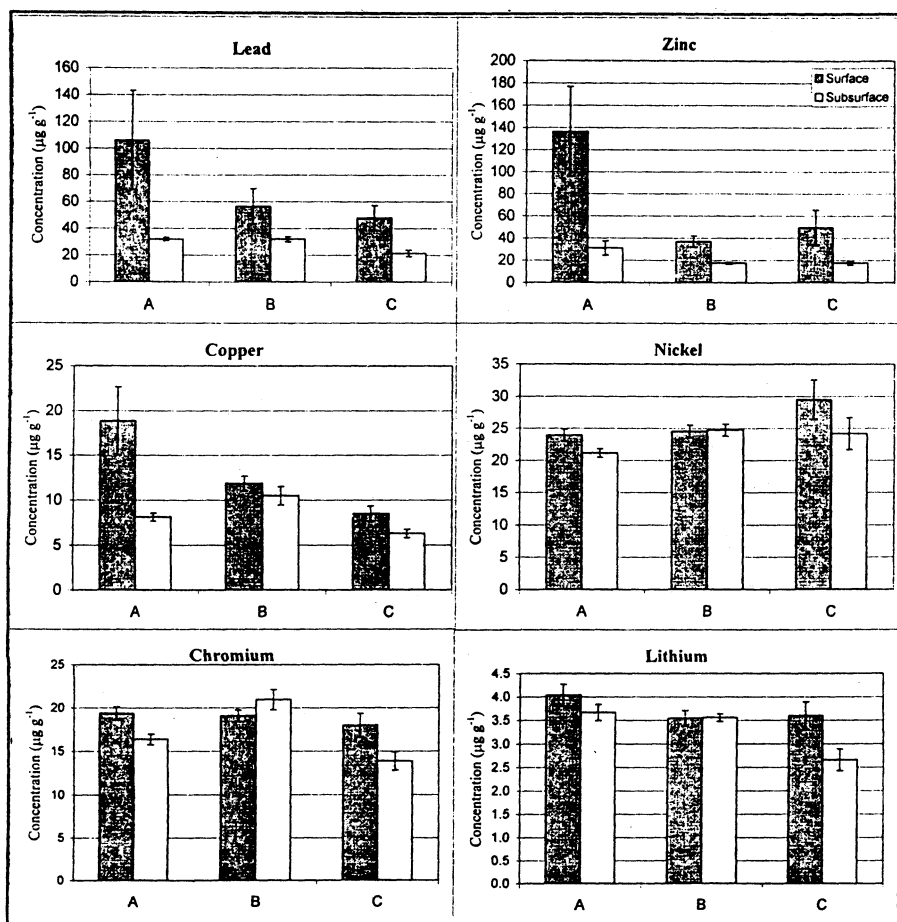 Lead
Concentration (µg g⁻¹)
160
140
120
100
80
60
40
20
0
A B C
Zinc
Concentration (µg g⁻¹)
200
180
160
140
120
100
80
60
40
20
0
Surface
Subsurface
A B C
Copper
Concentration (µg g⁻¹)
25
20
15
10
5
0
A B C
Nickel
Concentration (µg g⁻¹)
35
30
25
20
15
10
5
0
A B C
Chromium
Concentration (µg g⁻¹)
25
20
15
10
5
0
A B C
Lithium
Concentration (µg g⁻¹)
4.5
4.0
3.5
3.0
2.5
2.0
1.5
1.0
0.5
0.0
A B C